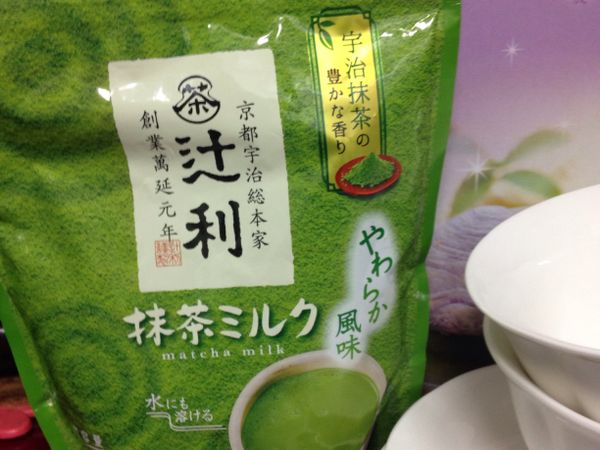 宇治抹茶の
豊かな香り
茶
京都宇治総本家
辻利
創業萬延元年
やわらか
風味
抹茶ミルク
matcha milk
水にも
溶ける